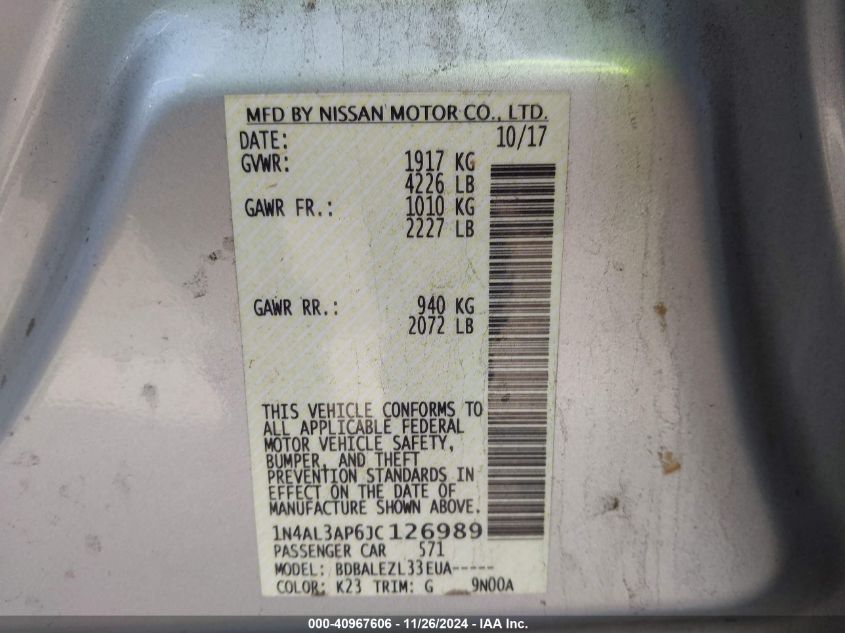 MFD BY NISSAN MOTOR CO., LTD.
DATE: 10/17
GVWR: 1917 KG
4226 LB
GAWR FR.: 1010 KG
2227 LB
GAWR RR.: 940 KG
2072 LB
THIS VEHICLE CONFORMS TO
ALL APPLICABLE FEDERAL
MOTOR VEHICLE SAFETY,
BUMPER, AND THEFT
PREVENTION STANDARDS IN
EFFECT ON THE DATE OF
MANUFACTURE SHOWN ABOVE.
1N4AL3AP6JC126989
PASSENGER CAR 571
MODEL: BDBALEZL33EUA-----
COLOR: K23 TRIM: G 9N00A
000-40967606 - 11/26/2024 - IAA Inc.